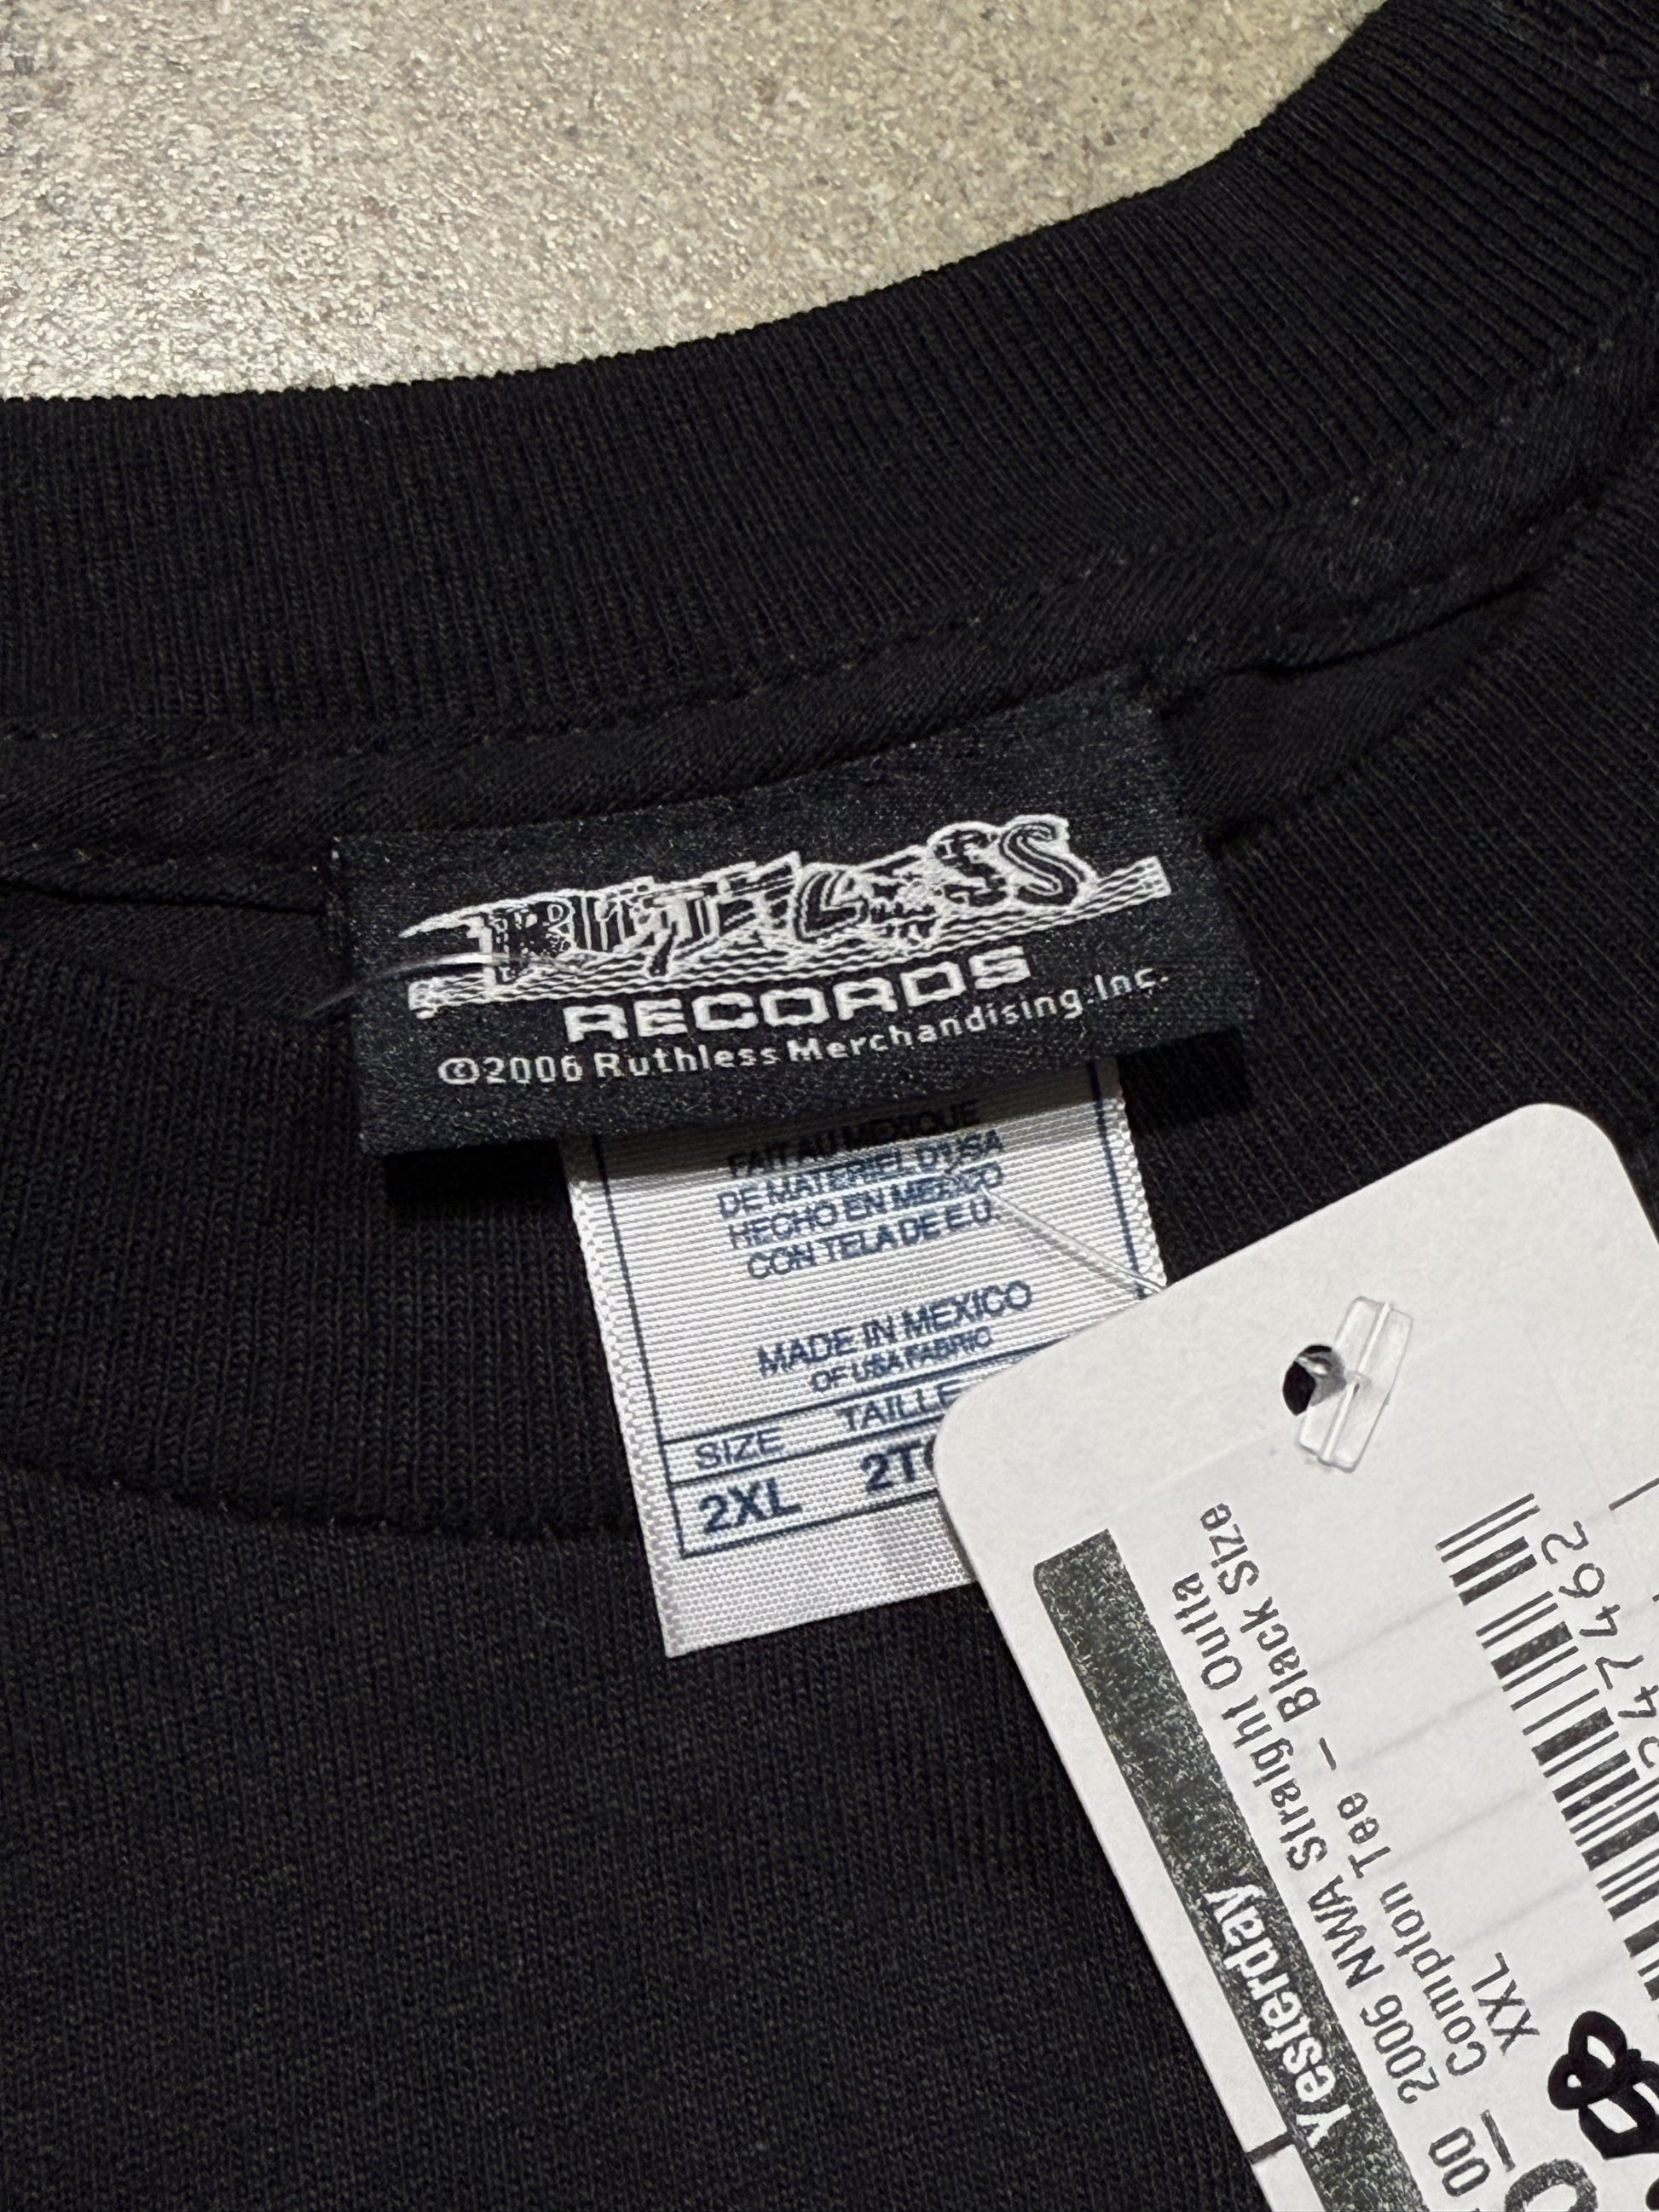 RUTHLESS
RECORDS
©2006 Ruthless Merchandising.Inc.
FAIT AU MEXIQUE
DE MATERIEL D'USA
HECHO EN MEXICO
CON TELA DE E.U.
MADE IN MEXICO
OF USA FABRIC
SIZE TAILLE
2XL
Yesterday
2006 NWA Straight Outta
Compton Tee – Black Size
XXL